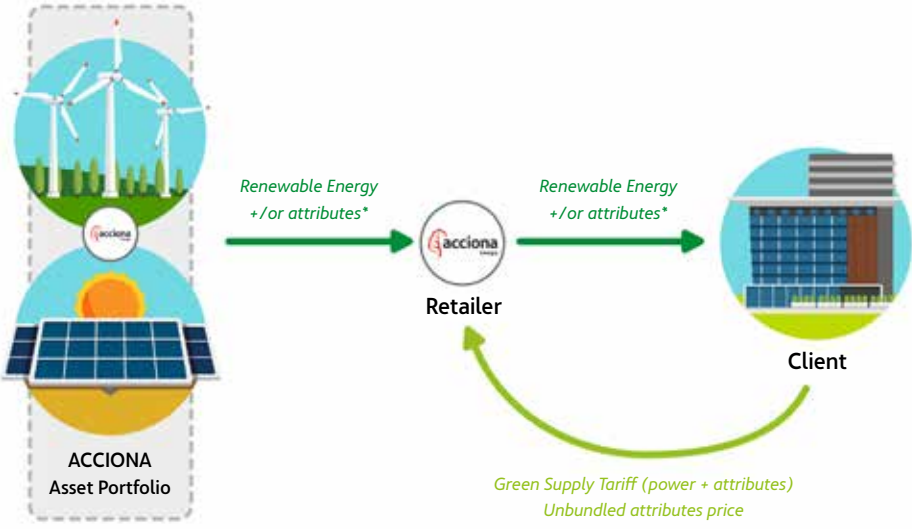 acciona
Renewable Energy
+/or attributes*
acciona
Energía
Retailer
Renewable Energy
+/or attributes*
Client
ACCIONA
Asset Portfolio
Green Supply Tariff (power + attributes)
Unbundled attributes price